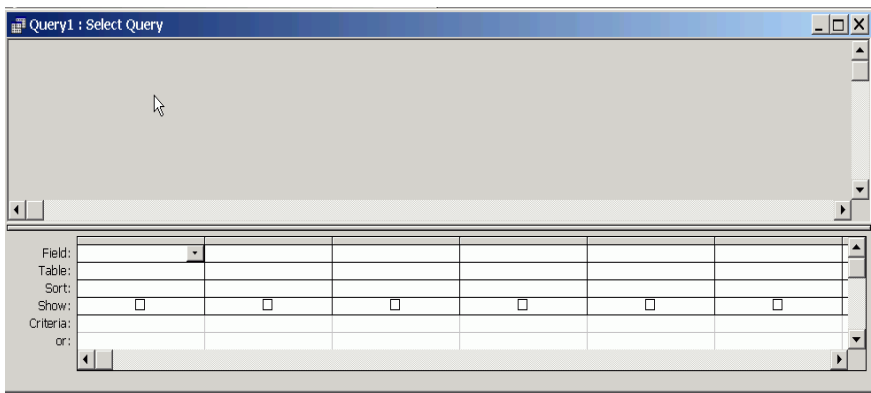 Query1 : Select Query
Field:
Table:
Sort:
Show:
Criteria:
or: